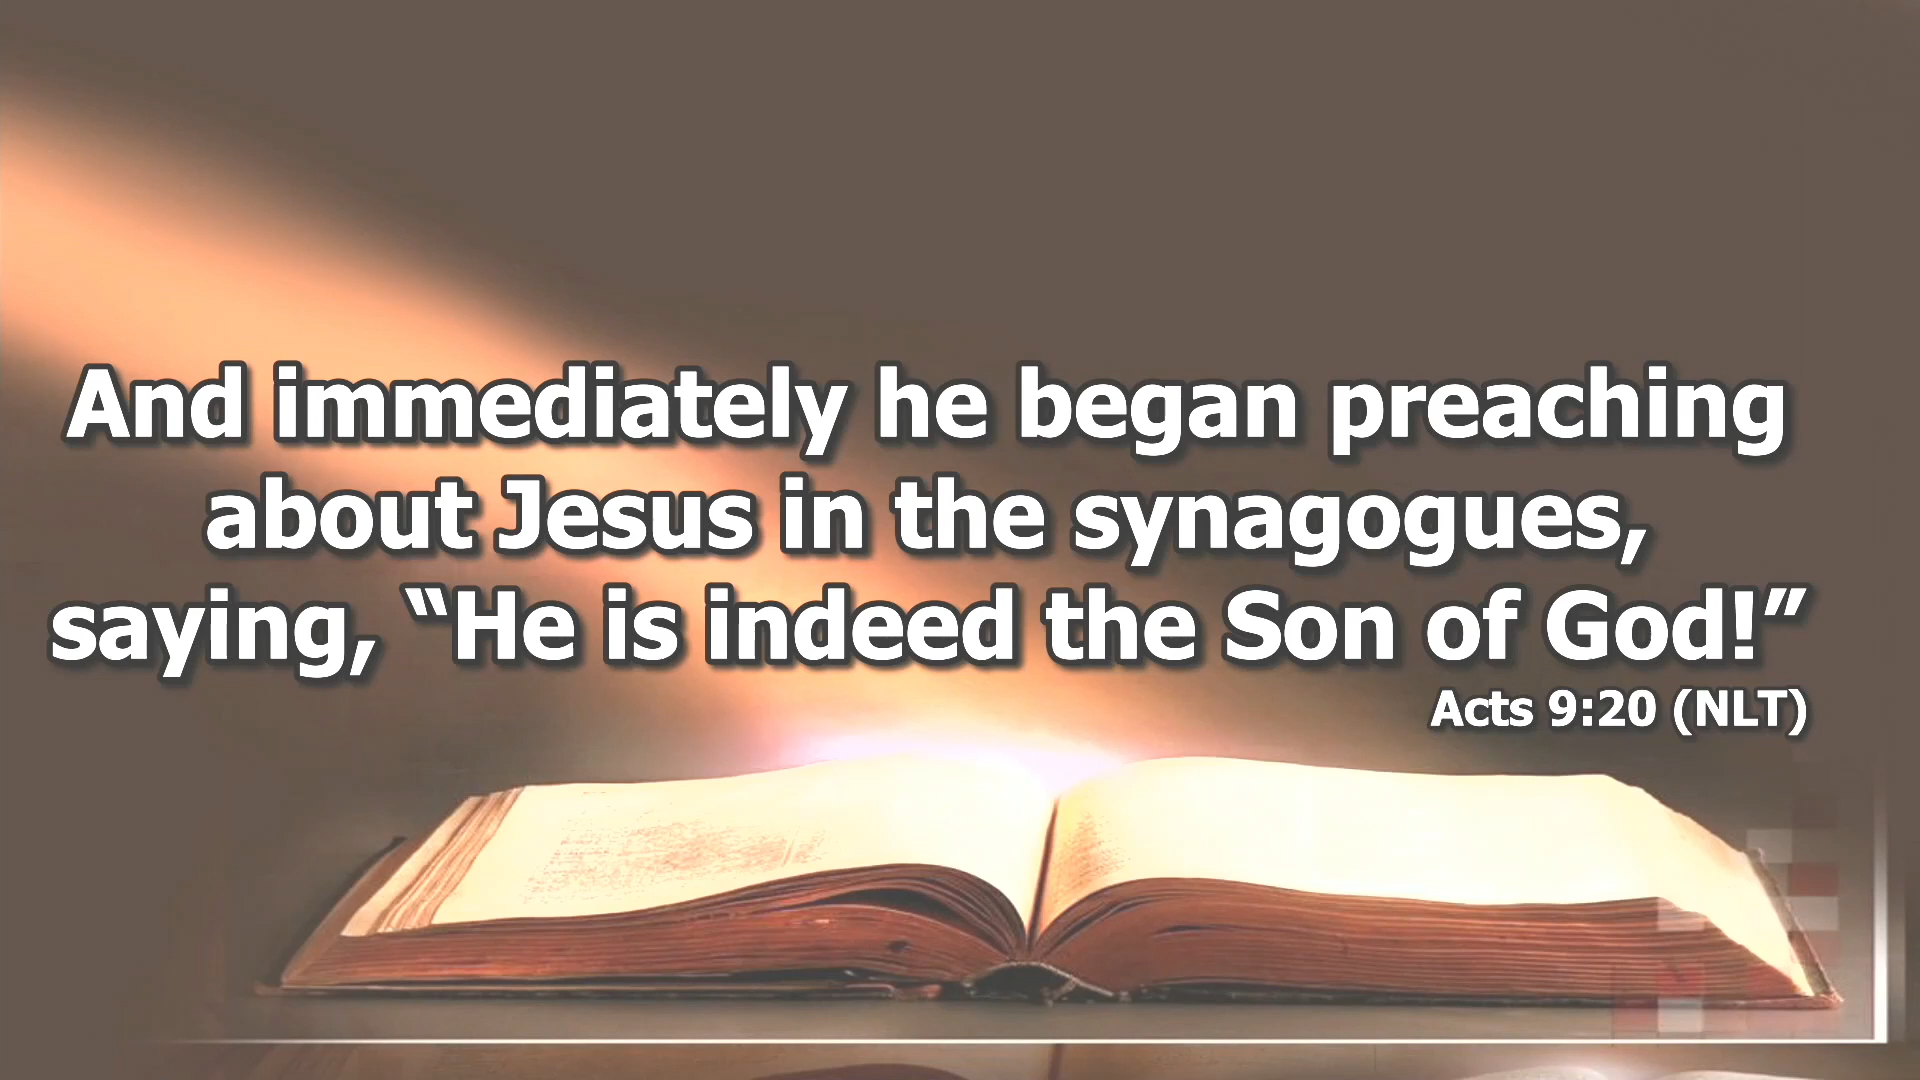 And immediately he began preaching
about Jesus in the synagogues,
saying, “He is indeed the Son of God!”
Acts 9:20 (NLT)